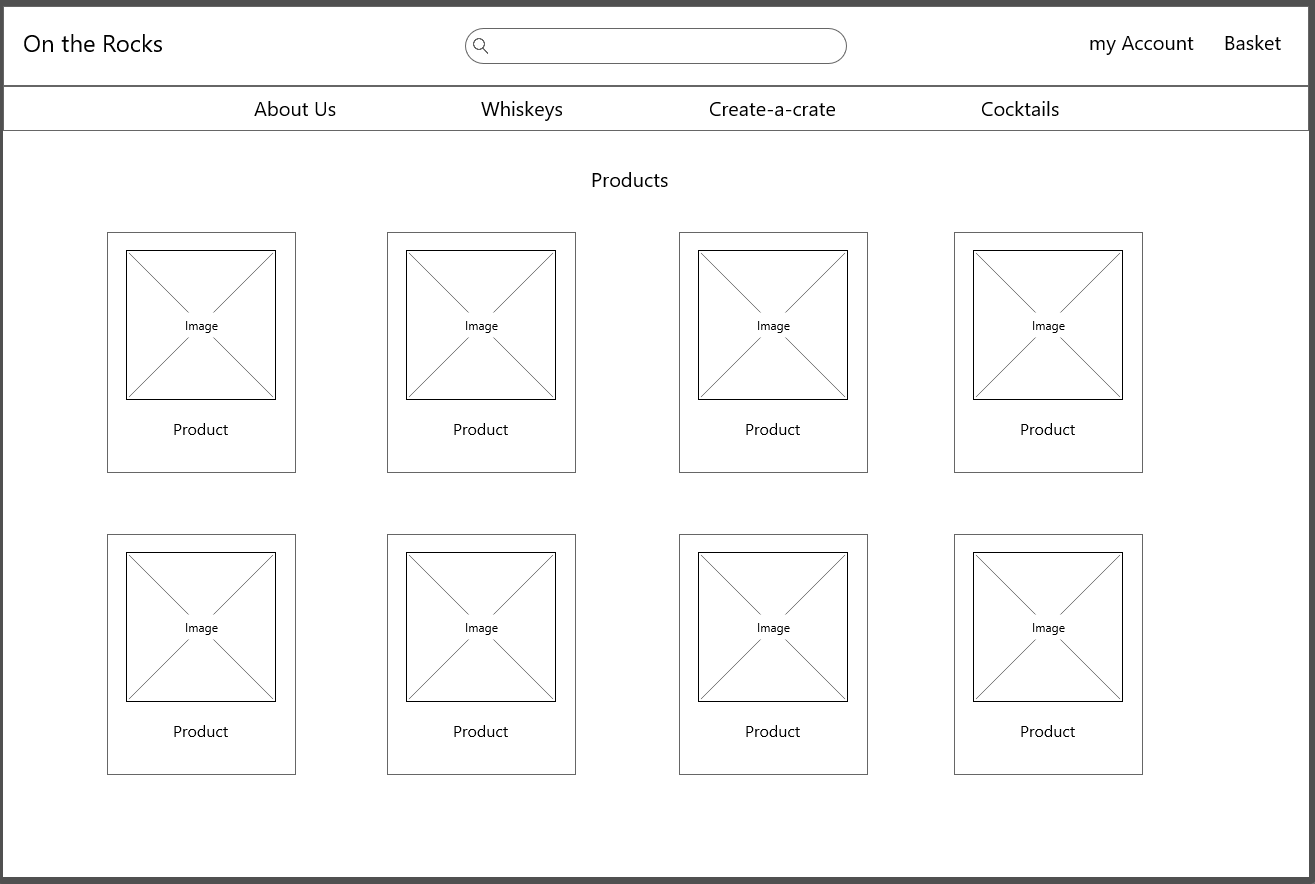 On the Rocks
my Account Basket
About Us Whiskeys Create-a-crate Cocktails
Products
Image Image Image Image
Product Product Product Product
Image Image Image Image
Product Product Product Product